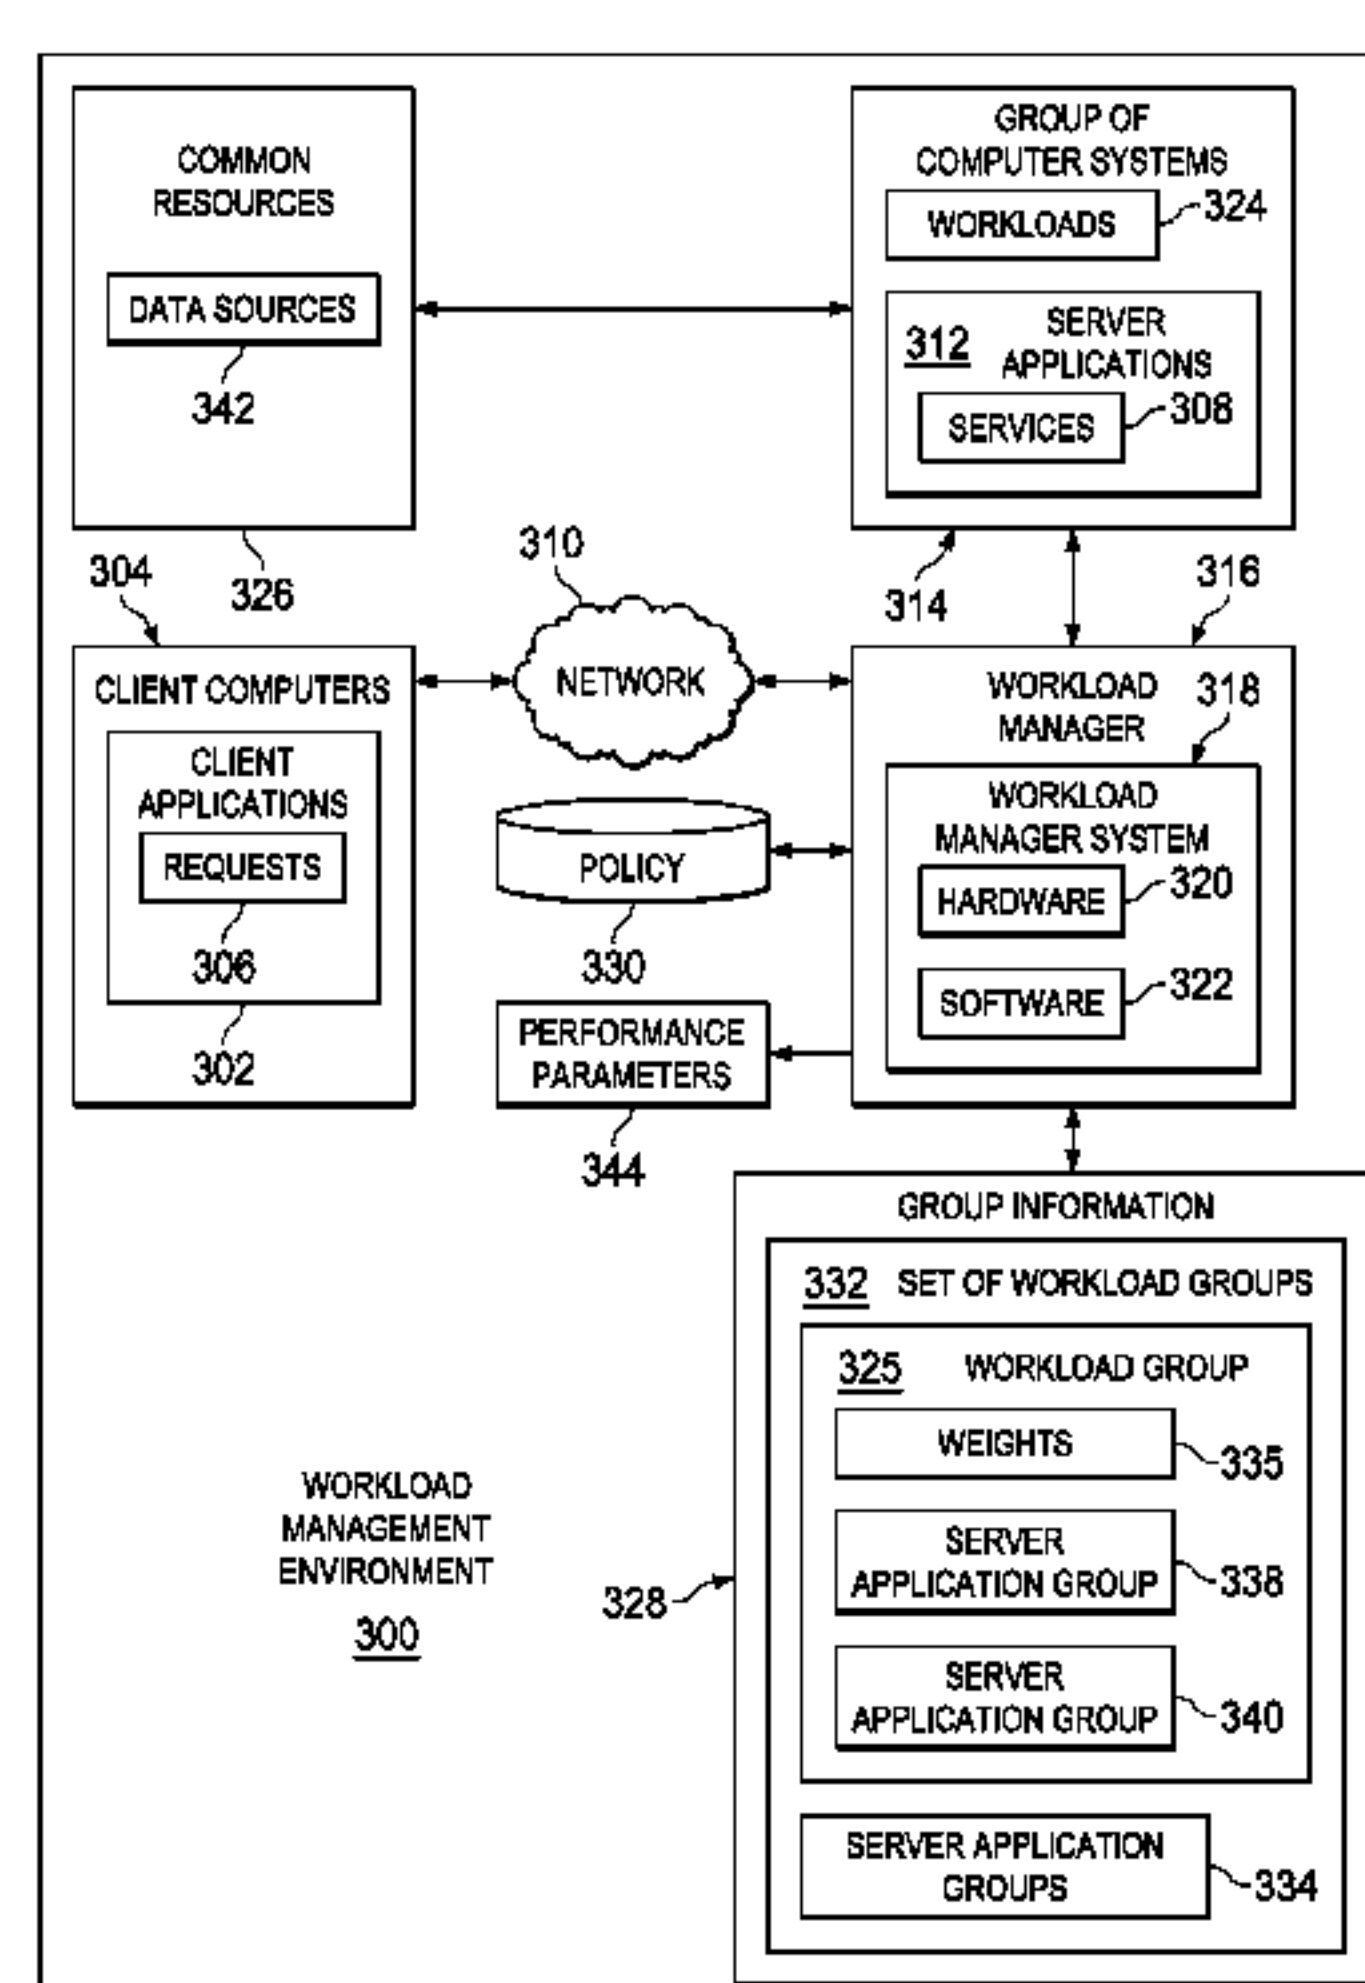 COMMON
RESOURCES
DATA SOURCES
342
326
GROUP OF
COMPUTER SYSTEMS
WORKLOADS
324
312
SERVER
APPLICATIONS
SERVICES
308
314
304
CLIENT COMPUTERS
CLIENT
APPLICATIONS
REQUESTS
306
302
310
NETWORK
POLICY
330
PERFORMANCE
PARAMETERS
344
316
WORKLOAD
MANAGER
318
WORKLOAD
MANAGER SYSTEM
HARDWARE
320
SOFTWARE
322
GROUP INFORMATION
332 SET OF WORKLOAD GROUPS
325 WORKLOAD GROUP
WEIGHTS
335
SERVER
APPLICATION GROUP
338
SERVER
APPLICATION GROUP
340
SERVER APPLICATION
GROUPS
334
328
WORKLOAD
MANAGEMENT
ENVIRONMENT
300